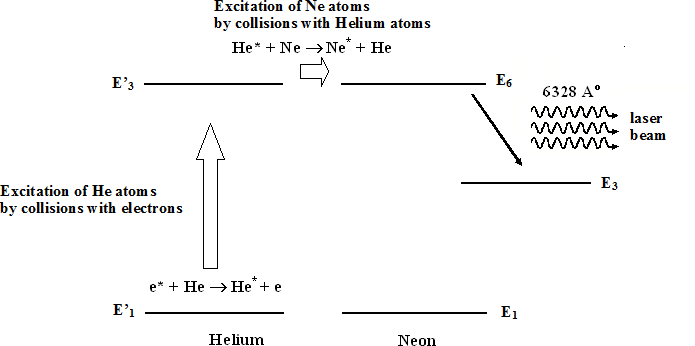 Excitation of Ne atoms
by collisions with Helium atoms
He* + Ne → Ne* + He
E'3
E6
6328 A°
laser
beam
E3
Excitation of He atoms
by collisions with electrons
e* + He → He* + e
E'1
E1
Helium
Neon